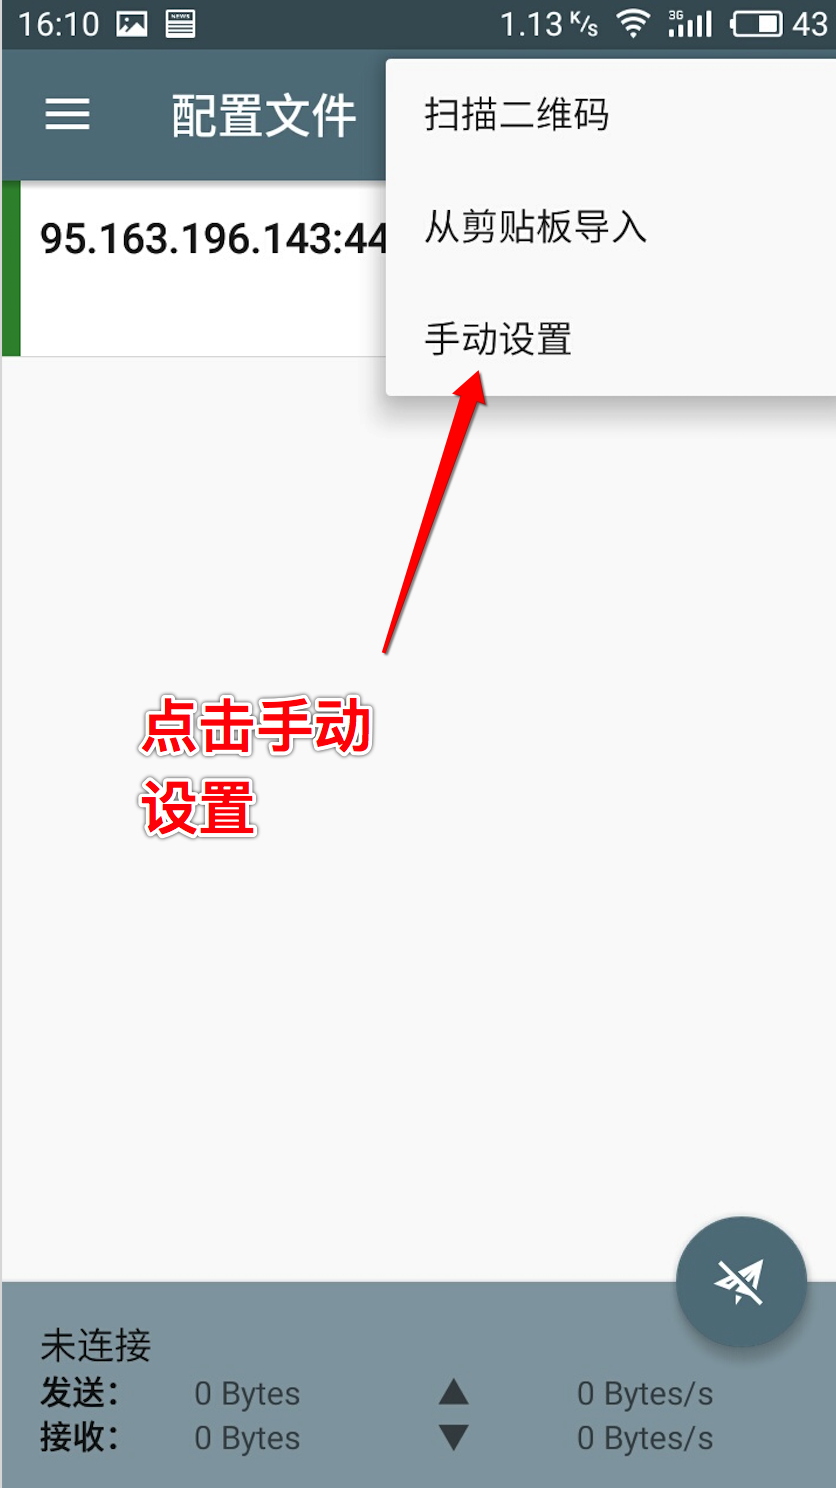 16:10 NEWS 1.13 K/s 3G 43
配置文件
扫描二维码
95.163.196.143:44
从剪贴板导入
手动设置
点击手动
设置
未连接
发送： 0 Bytes ▲ 0 Bytes/s
接收： 0 Bytes ▼ 0 Bytes/s